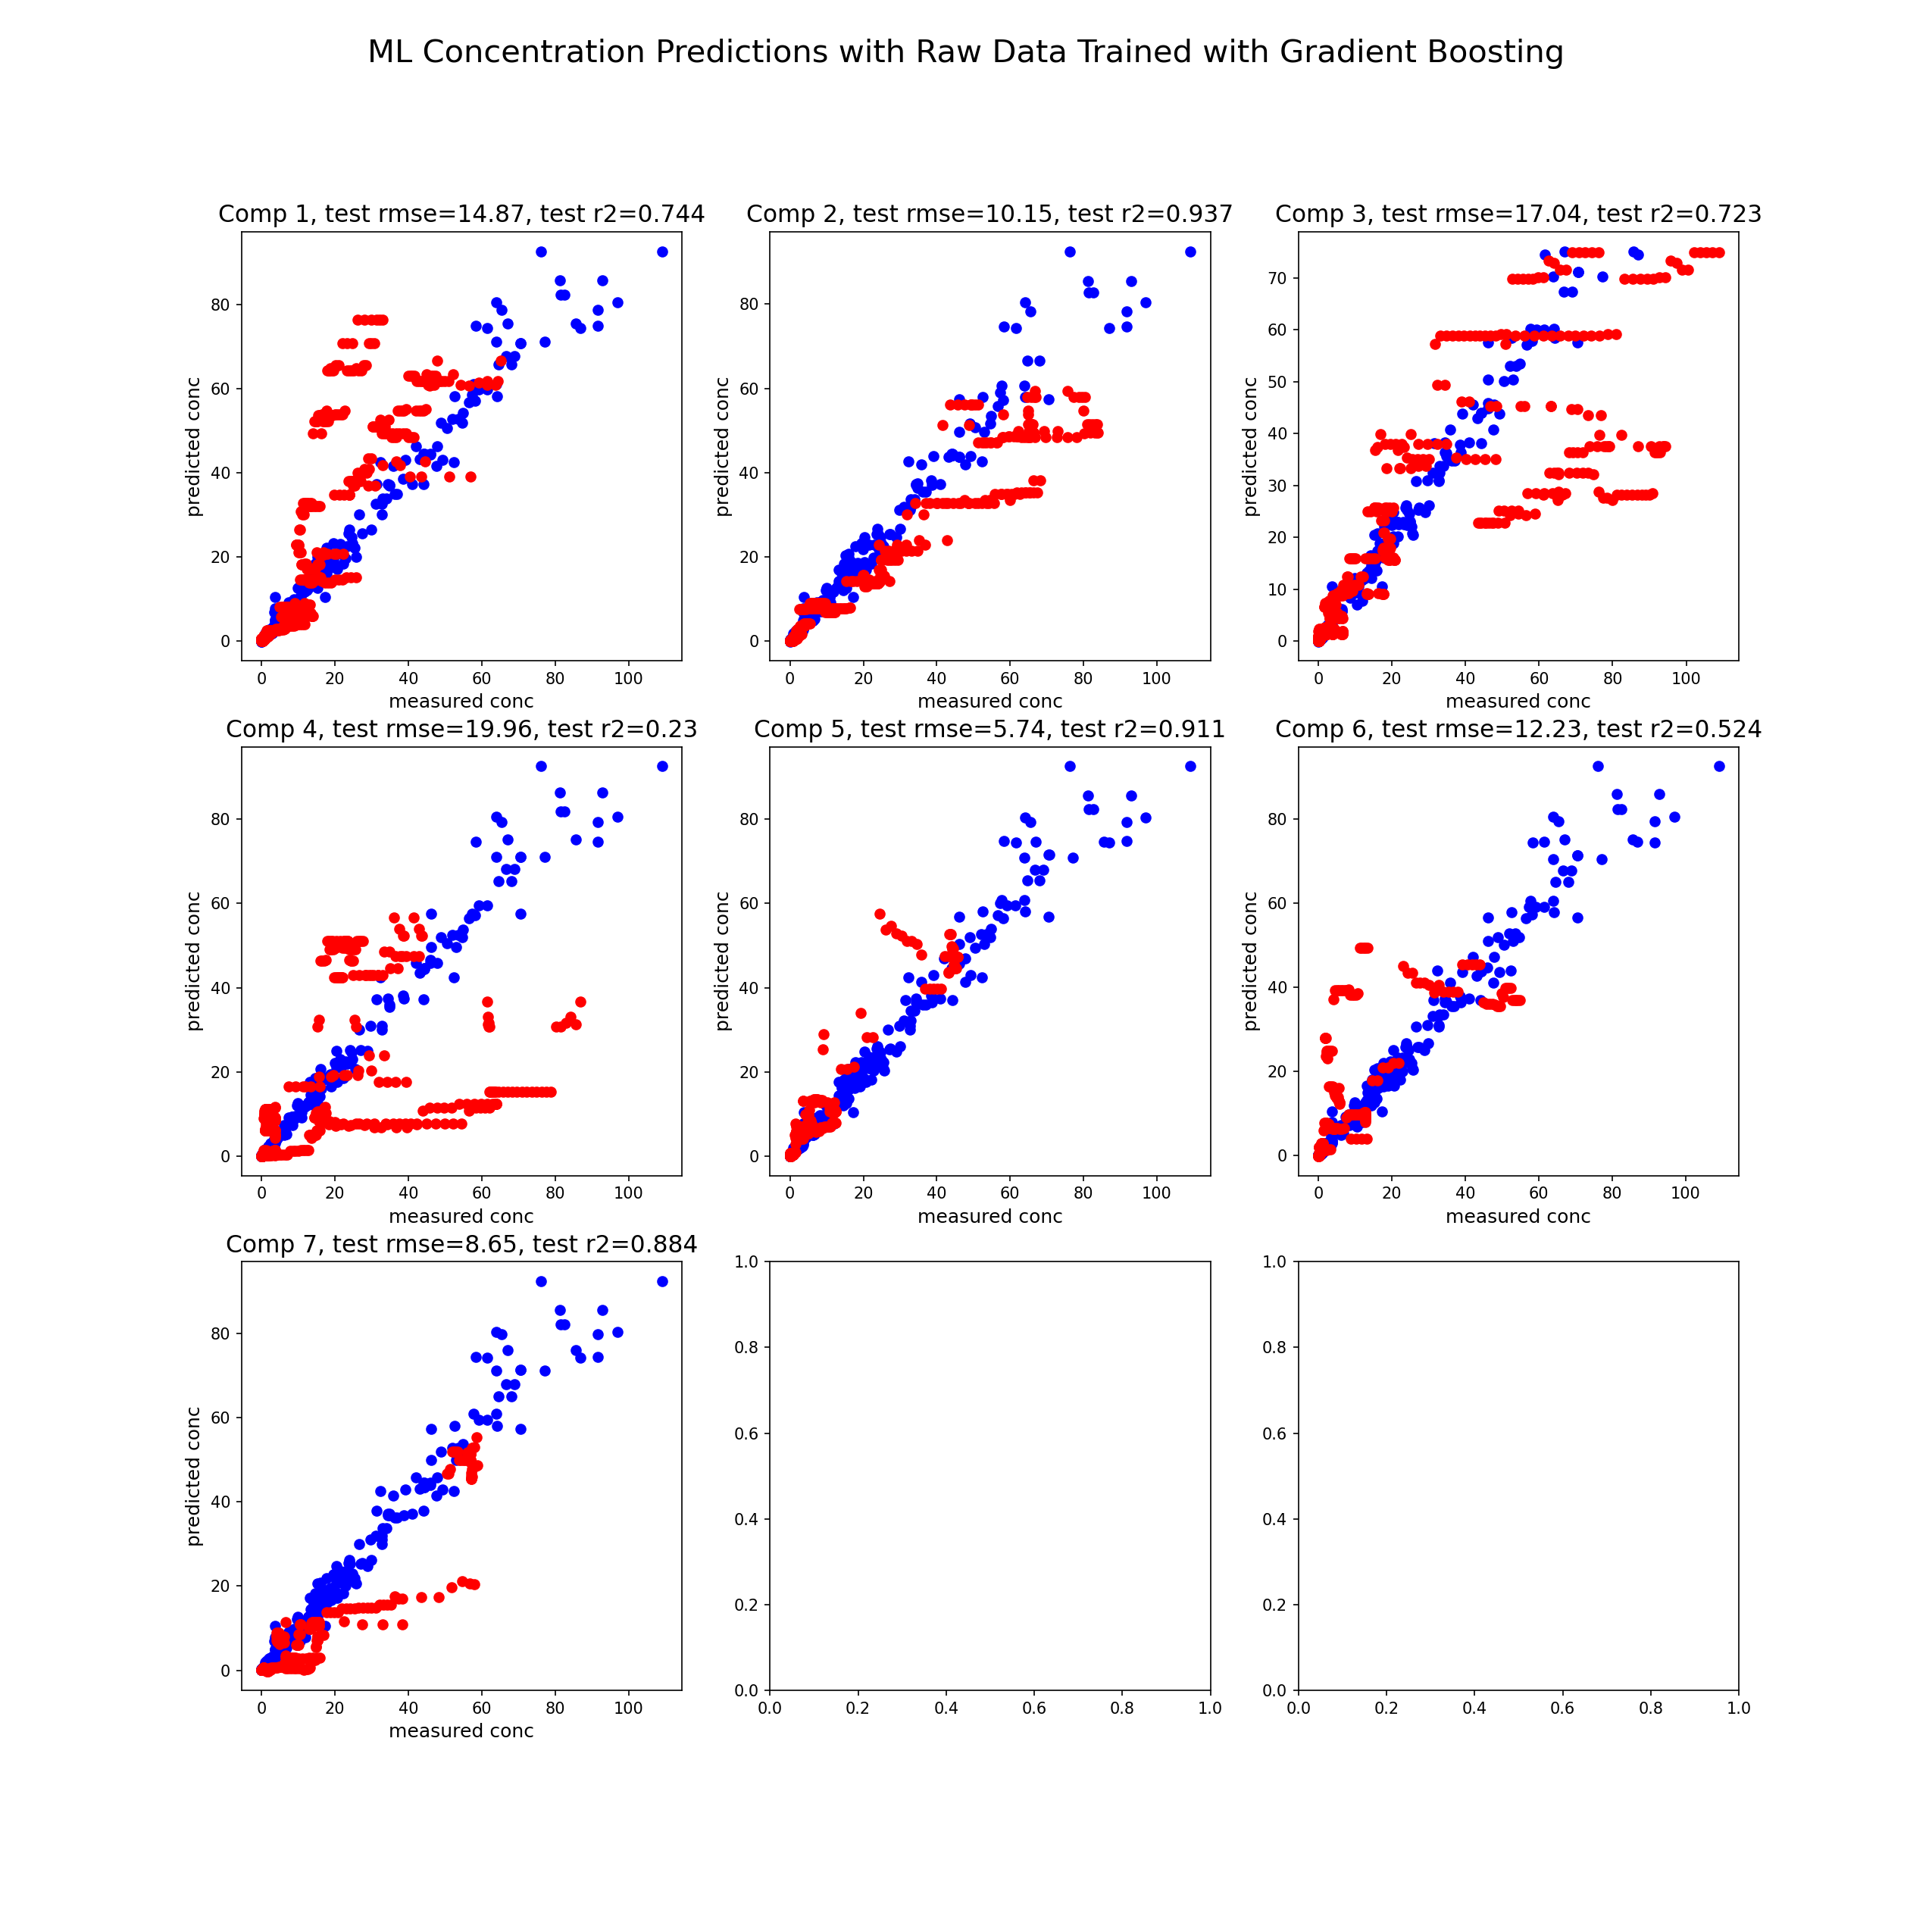 ML Concentration Predictions with Raw Data Trained with Gradient Boosting
Comp 1, test rmse=14.87, test r2=0.744
predicted conc
80
60
40
20
0
0 20 40 60 80 100
measured conc
Comp 2, test rmse=10.15, test r2=0.937
predicted conc
80
60
40
20
0
0 20 40 60 80 100
measured conc
Comp 3, test rmse=17.04, test r2=0.723
predicted conc
70
60
50
40
30
20
10
0
0 20 40 60 80 100
measured conc
Comp 4, test rmse=19.96, test r2=0.23
predicted conc
80
60
40
20
0
0 20 40 60 80 100
measured conc
Comp 5, test rmse=5.74, test r2=0.911
predicted conc
80
60
40
20
0
0 20 40 60 80 100
measured conc
Comp 6, test rmse=12.23, test r2=0.524
predicted conc
80
60
40
20
0
0 20 40 60 80 100
measured conc
Comp 7, test rmse=8.65, test r2=0.884
predicted conc
80
60
40
20
0
0 20 40 60 80 100
measured conc
1.0
0.8
0.6
0.4
0.2
0.0
0.0 0.2 0.4 0.6 0.8 1.0
1.0
0.8
0.6
0.4
0.2
0.0
0.0 0.2 0.4 0.6 0.8 1.0